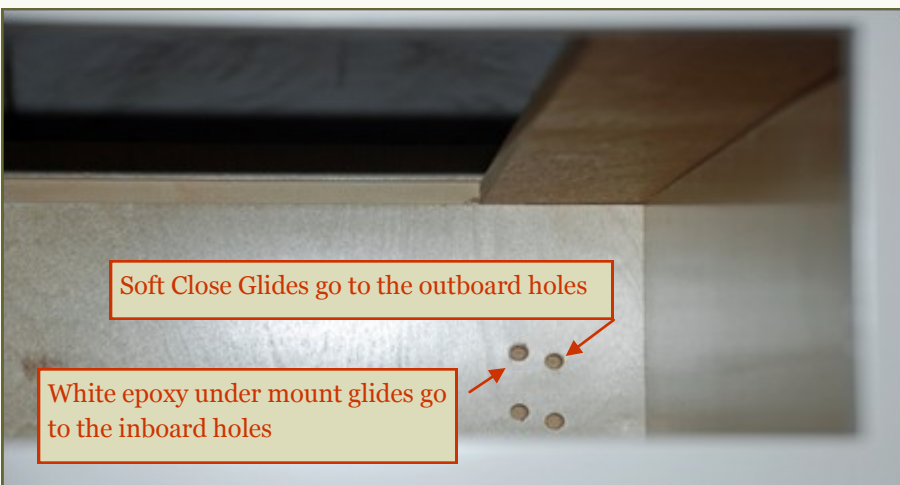 Soft Close Glides go to the outboard holes
White epoxy under mount glides go
to the inboard holes